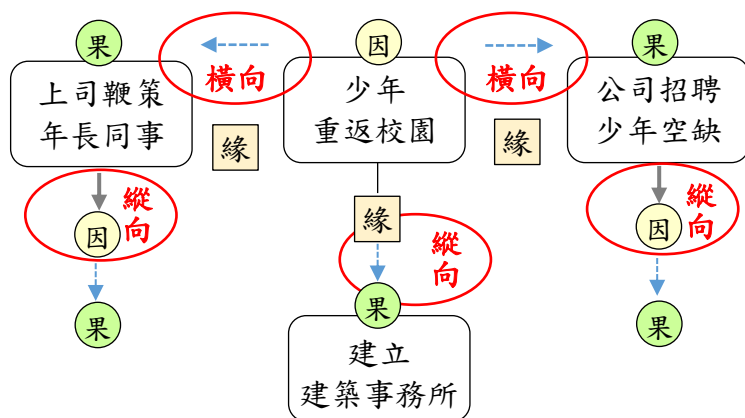 果
因
果
橫向
橫向
上司鞭策
年長同事
少年
重返校園
公司招聘
少年空缺
緣
緣
縱
向
因
緣
縱
向
縱
向
因
果
果
果
建立
建築事務所